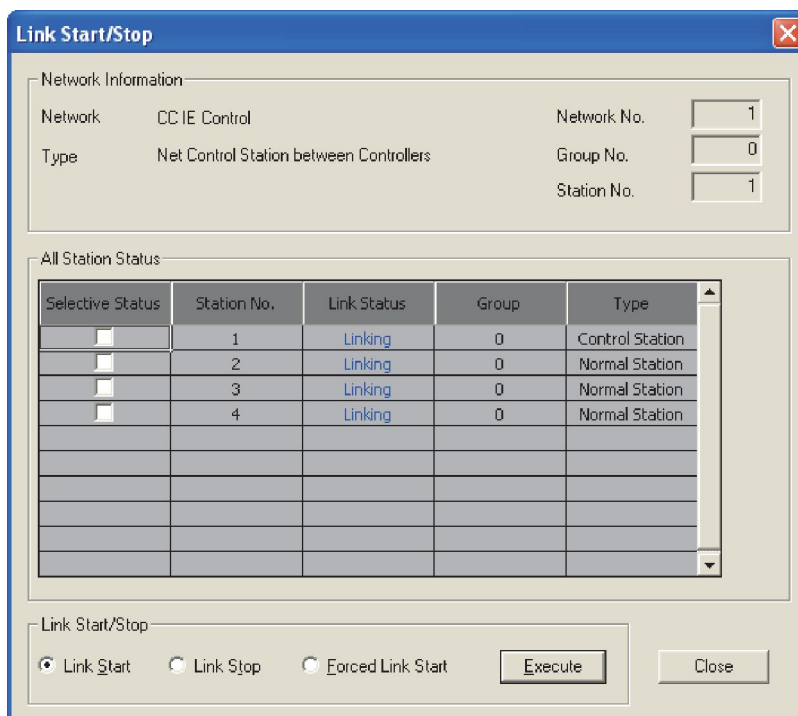 Link Start/Stop
Network Information
Network CC IE Control Network No. 1
Type Net Control Station between Controllers Group No. 0
Station No. 1
All Station Status
Selective Status Station No. Link Status Group Type
1 Linking 0 Control Station
2 Linking 0 Normal Station
3 Linking 0 Normal Station
4 Linking 0 Normal Station
Link Start/Stop
Link Start Link Stop Forced Link Start Execute Close